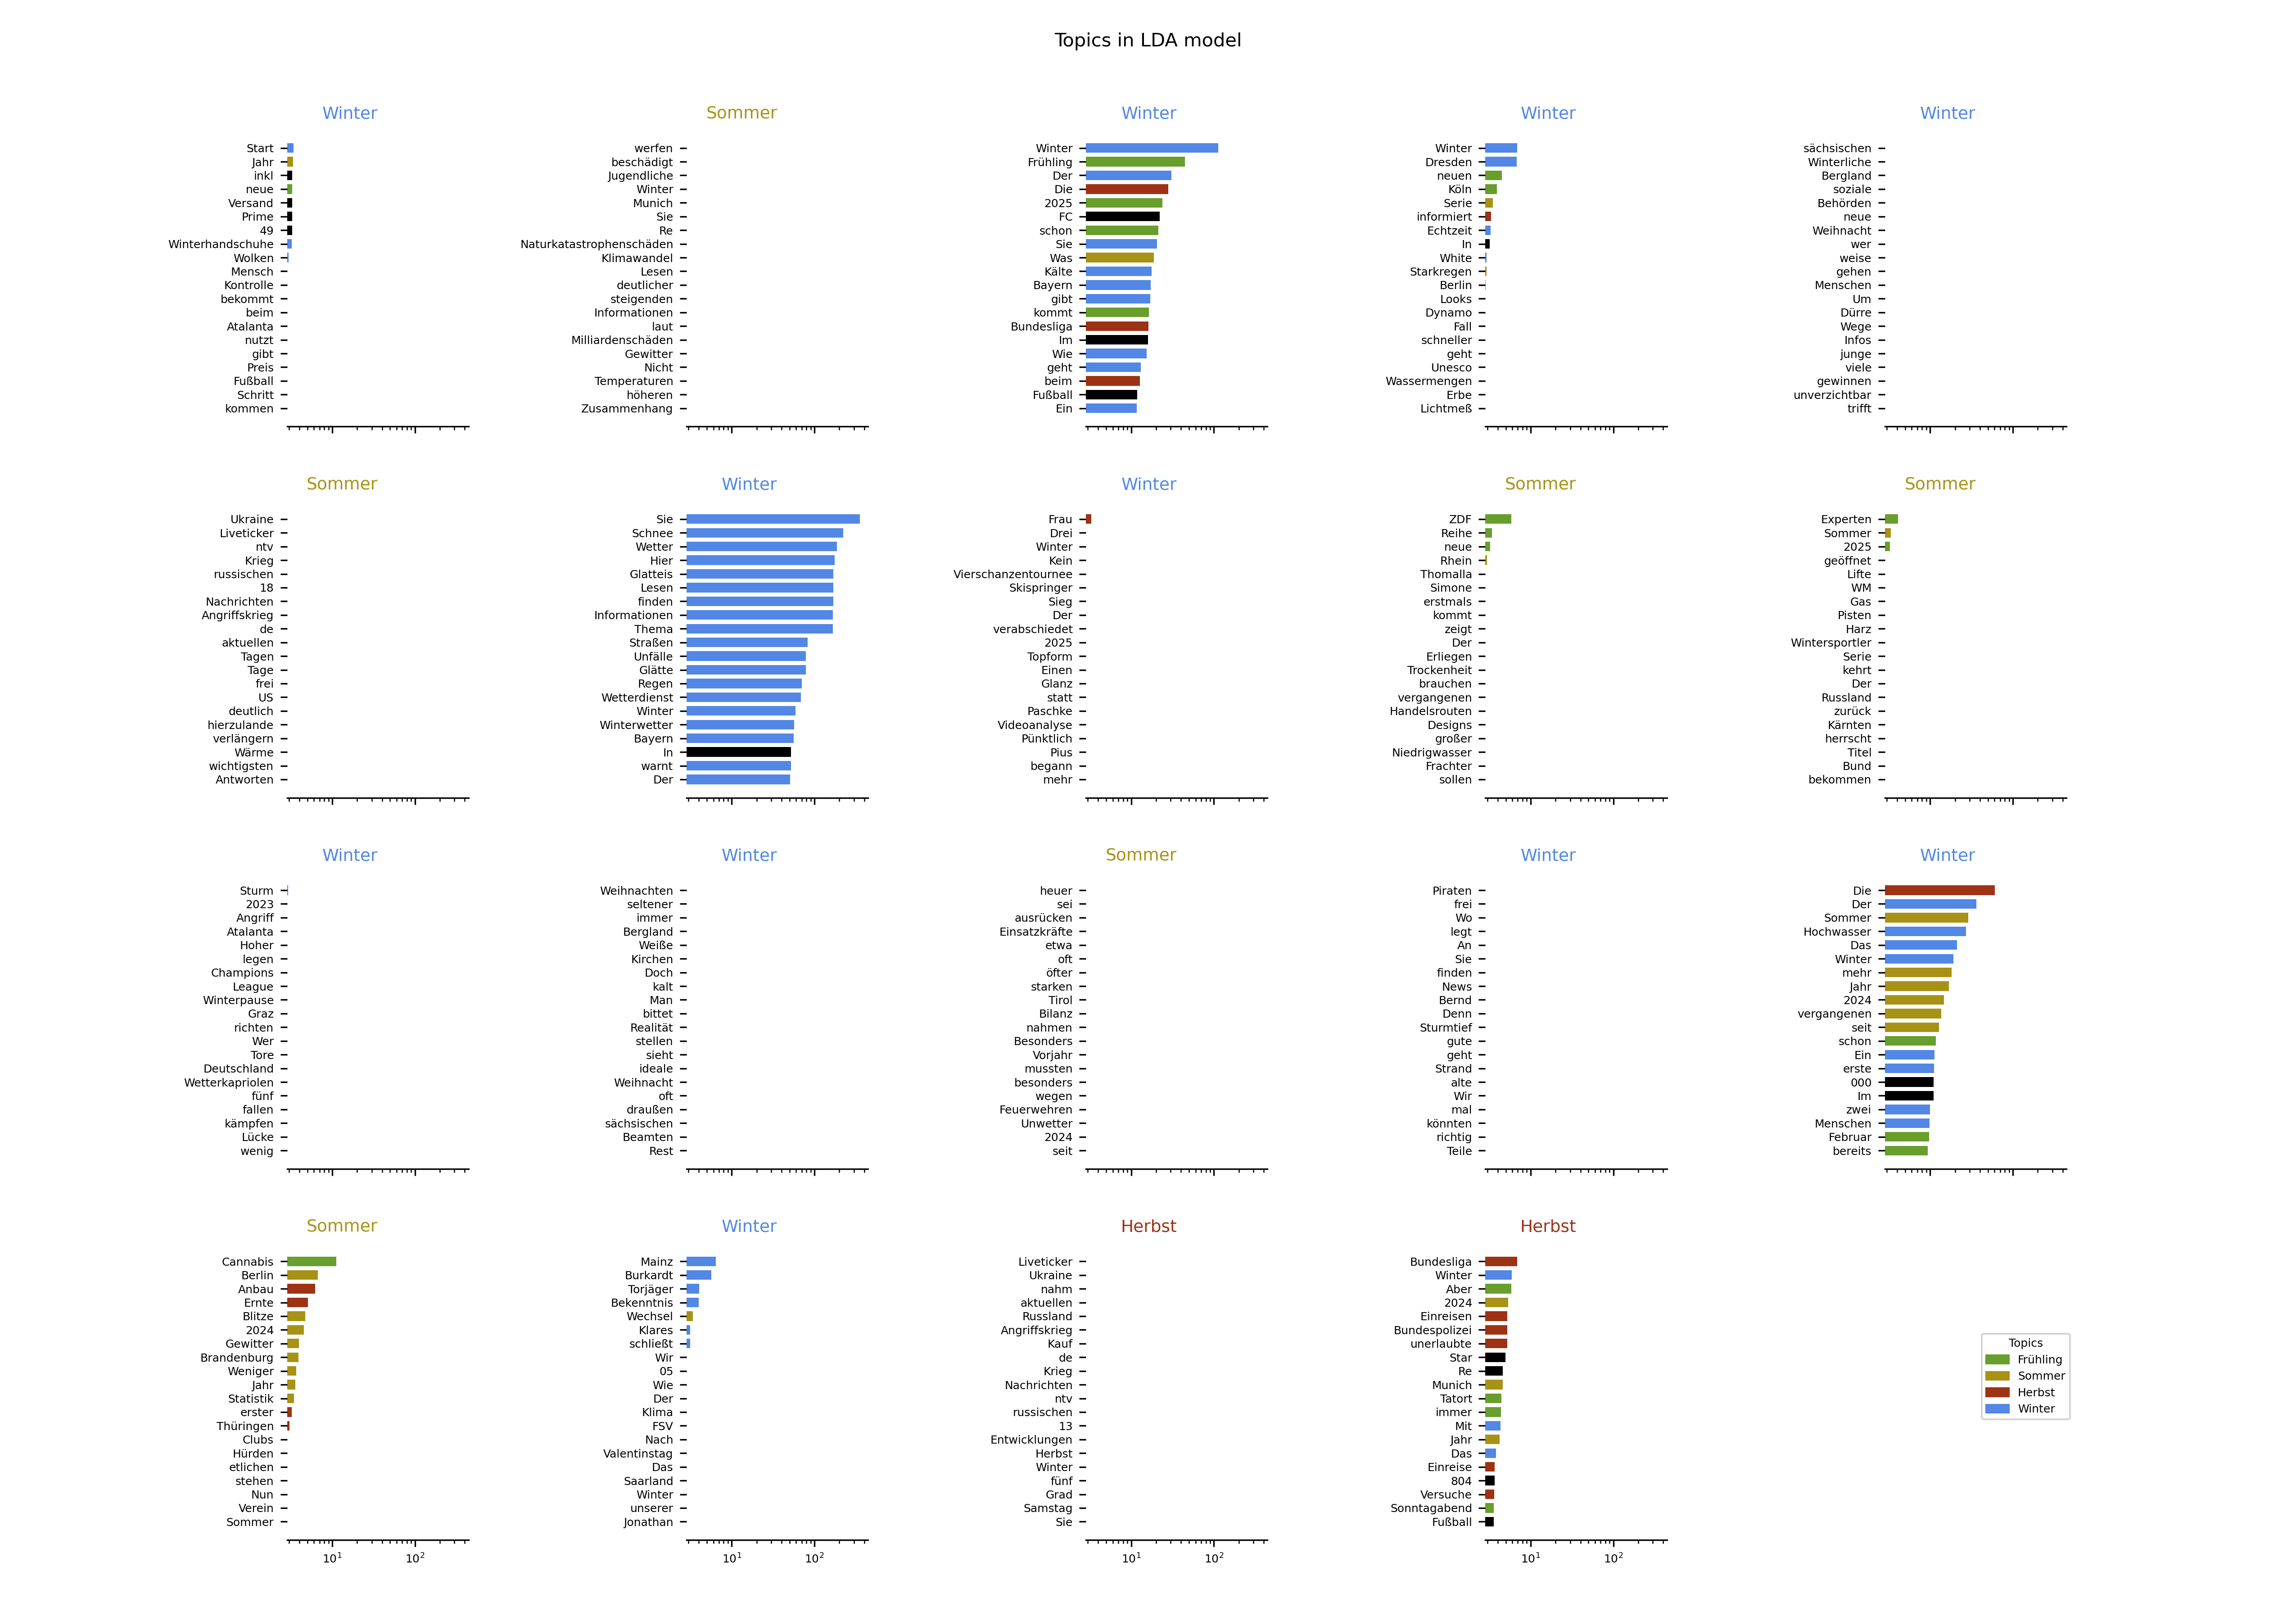 Topics in LDA model
Winter
Start
Jahr
inkl
neue
Versand
Prime
49
Winterhandschuhe
Wolken
Mensch
Kontrolle
bekommt
beim
Atalanta
nutzt
gibt
Preis
Fußball
Schritt
kommen
Sommer
werfen
beschädigt
Jugendliche
Winter
Munich
Sie
Re
Naturkatastrophenschäden
Klimawandel
Lesen
deutlicher
steigenden
Informationen
laut
Milliardenschäden
Gewitter
Nicht
Temperaturen
höheren
Zusammenhang
Winter
Winter
Frühling
Der
Die
2025
FC
schon
Sie
Was
Kälte
Bayern
gibt
kommt
Bundesliga
Im
Wie
geht
beim
Fußball
Ein
Winter
Winter
Dresden
neuen
Köln
Serie
informiert
Echtzeit
In
White
Starkregen
Berlin
Looks
Dynamo
Fall
schneller
geht
Unesco
Wassermengen
Erbe
Lichtmeß
Winter
sächsischen
Winterliche
Bergland
soziale
Behörden
neue
Weihnacht
wer
weise
gehen
Menschen
Um
Dürre
Wege
Infos
junge
viele
gewinnen
unverzichtbar
trifft
Sommer
Ukraine
Liveticker
ntv
Krieg
russischen
18
Nachrichten
Angriffskrieg
de
aktuellen
Tagen
Tage
frei
US
deutlich
hierzulande
verlängern
Wärme
wichtigsten
Antworten
Winter
Sie
Schnee
Wetter
Hier
Glatteis
Lesen
finden
Informationen
Thema
Straßen
Unfälle
Glätte
Regen
Wetterdienst
Winter
Winterwetter
Bayern
In
warnt
Der
Winter
Frau
Drei
Winter
Kein
Vierschanzentournee
Skispringer
Sieg
Der
verabschiedet
2025
Topform
Einen
Glanz
statt
Paschke
Videoanalyse
Pünktlich
Pius
begann
mehr
Sommer
ZDF
Reihe
neue
Rhein
Thomalla
Simone
erstmals
kommt
zeigt
Der
Erliegen
Trockenheit
brauchen
vergangenen
Handelsrouten
Designs
großer
Niedrigwasser
Frachter
sollen
Sommer
Experten
Sommer
2025
geöffnet
Lifte
WM
Gas
Pisten
Harz
Wintersportler
Serie
kehrt
Der
Russland
zurück
Kärnten
herrscht
Titel
Bund
bekommen
Winter
Sturm
2023
Angriff
Atalanta
Hoher
legen
Champions
League
Winterpause
Graz
richten
Wer
Tore
Deutschland
Wetterkapriolen
fünf
fallen
kämpfen
Lücke
wenig
Winter
Weihnachten
seltener
immer
Bergland
Weiße
Kirchen
Doch
kalt
Man
bittet
Realität
stellen
sieht
ideale
Weihnacht
oft
draußen
sächsischen
Beamten
Rest
Sommer
heuer
sei
ausrücken
Einsatzkräfte
etwa
oft
öfter
starken
Tirol
Bilanz
nahmen
Besonders
Vorjahr
mussten
besonders
wegen
Feuerwehren
Unwetter
2024
seit
Winter
Piraten
frei
Wo
legt
An
Sie
finden
News
Bernd
Denn
Sturmtief
gute
geht
Strand
alte
Wir
mal
könnten
richtig
Teile
Winter
Die
Der
Sommer
Hochwasser
Das
Winter
mehr
Jahr
2024
vergangenen
seit
schon
Ein
erste
000
Im
zwei
Menschen
Februar
bereits
Sommer
Cannabis
Berlin
Anbau
Ernte
Blitze
2024
Gewitter
Brandenburg
Weniger
Jahr
Statistik
erster
Thüringen
Clubs
Hürden
etlichen
stehen
Nun
Verein
Sommer
10¹ 10²
Winter
Mainz
Burkardt
Torjäger
Bekenntnis
Wechsel
Klares
schließt
Wir
05
Wie
Der
Klima
FSV
Nach
Valentinstag
Das
Saarland
Winter
unserer
Jonathan
10¹ 10²
Herbst
Liveticker
Ukraine
nahm
aktuellen
Russland
Angriffskrieg
Kauf
de
Krieg
Nachrichten
ntv
russischen
13
Entwicklungen
Herbst
Winter
fünf
Grad
Samstag
Sie
10¹ 10²
Herbst
Bundesliga
Winter
Aber
2024
Einreisen
Bundespolizei
unerlaubte
Star
Re
Munich
Tatort
immer
Mit
Jahr
Das
Einreise
804
Versuche
Sonntagabend
Fußball
10¹ 10²
Topics
Frühling
Sommer
Herbst
Winter